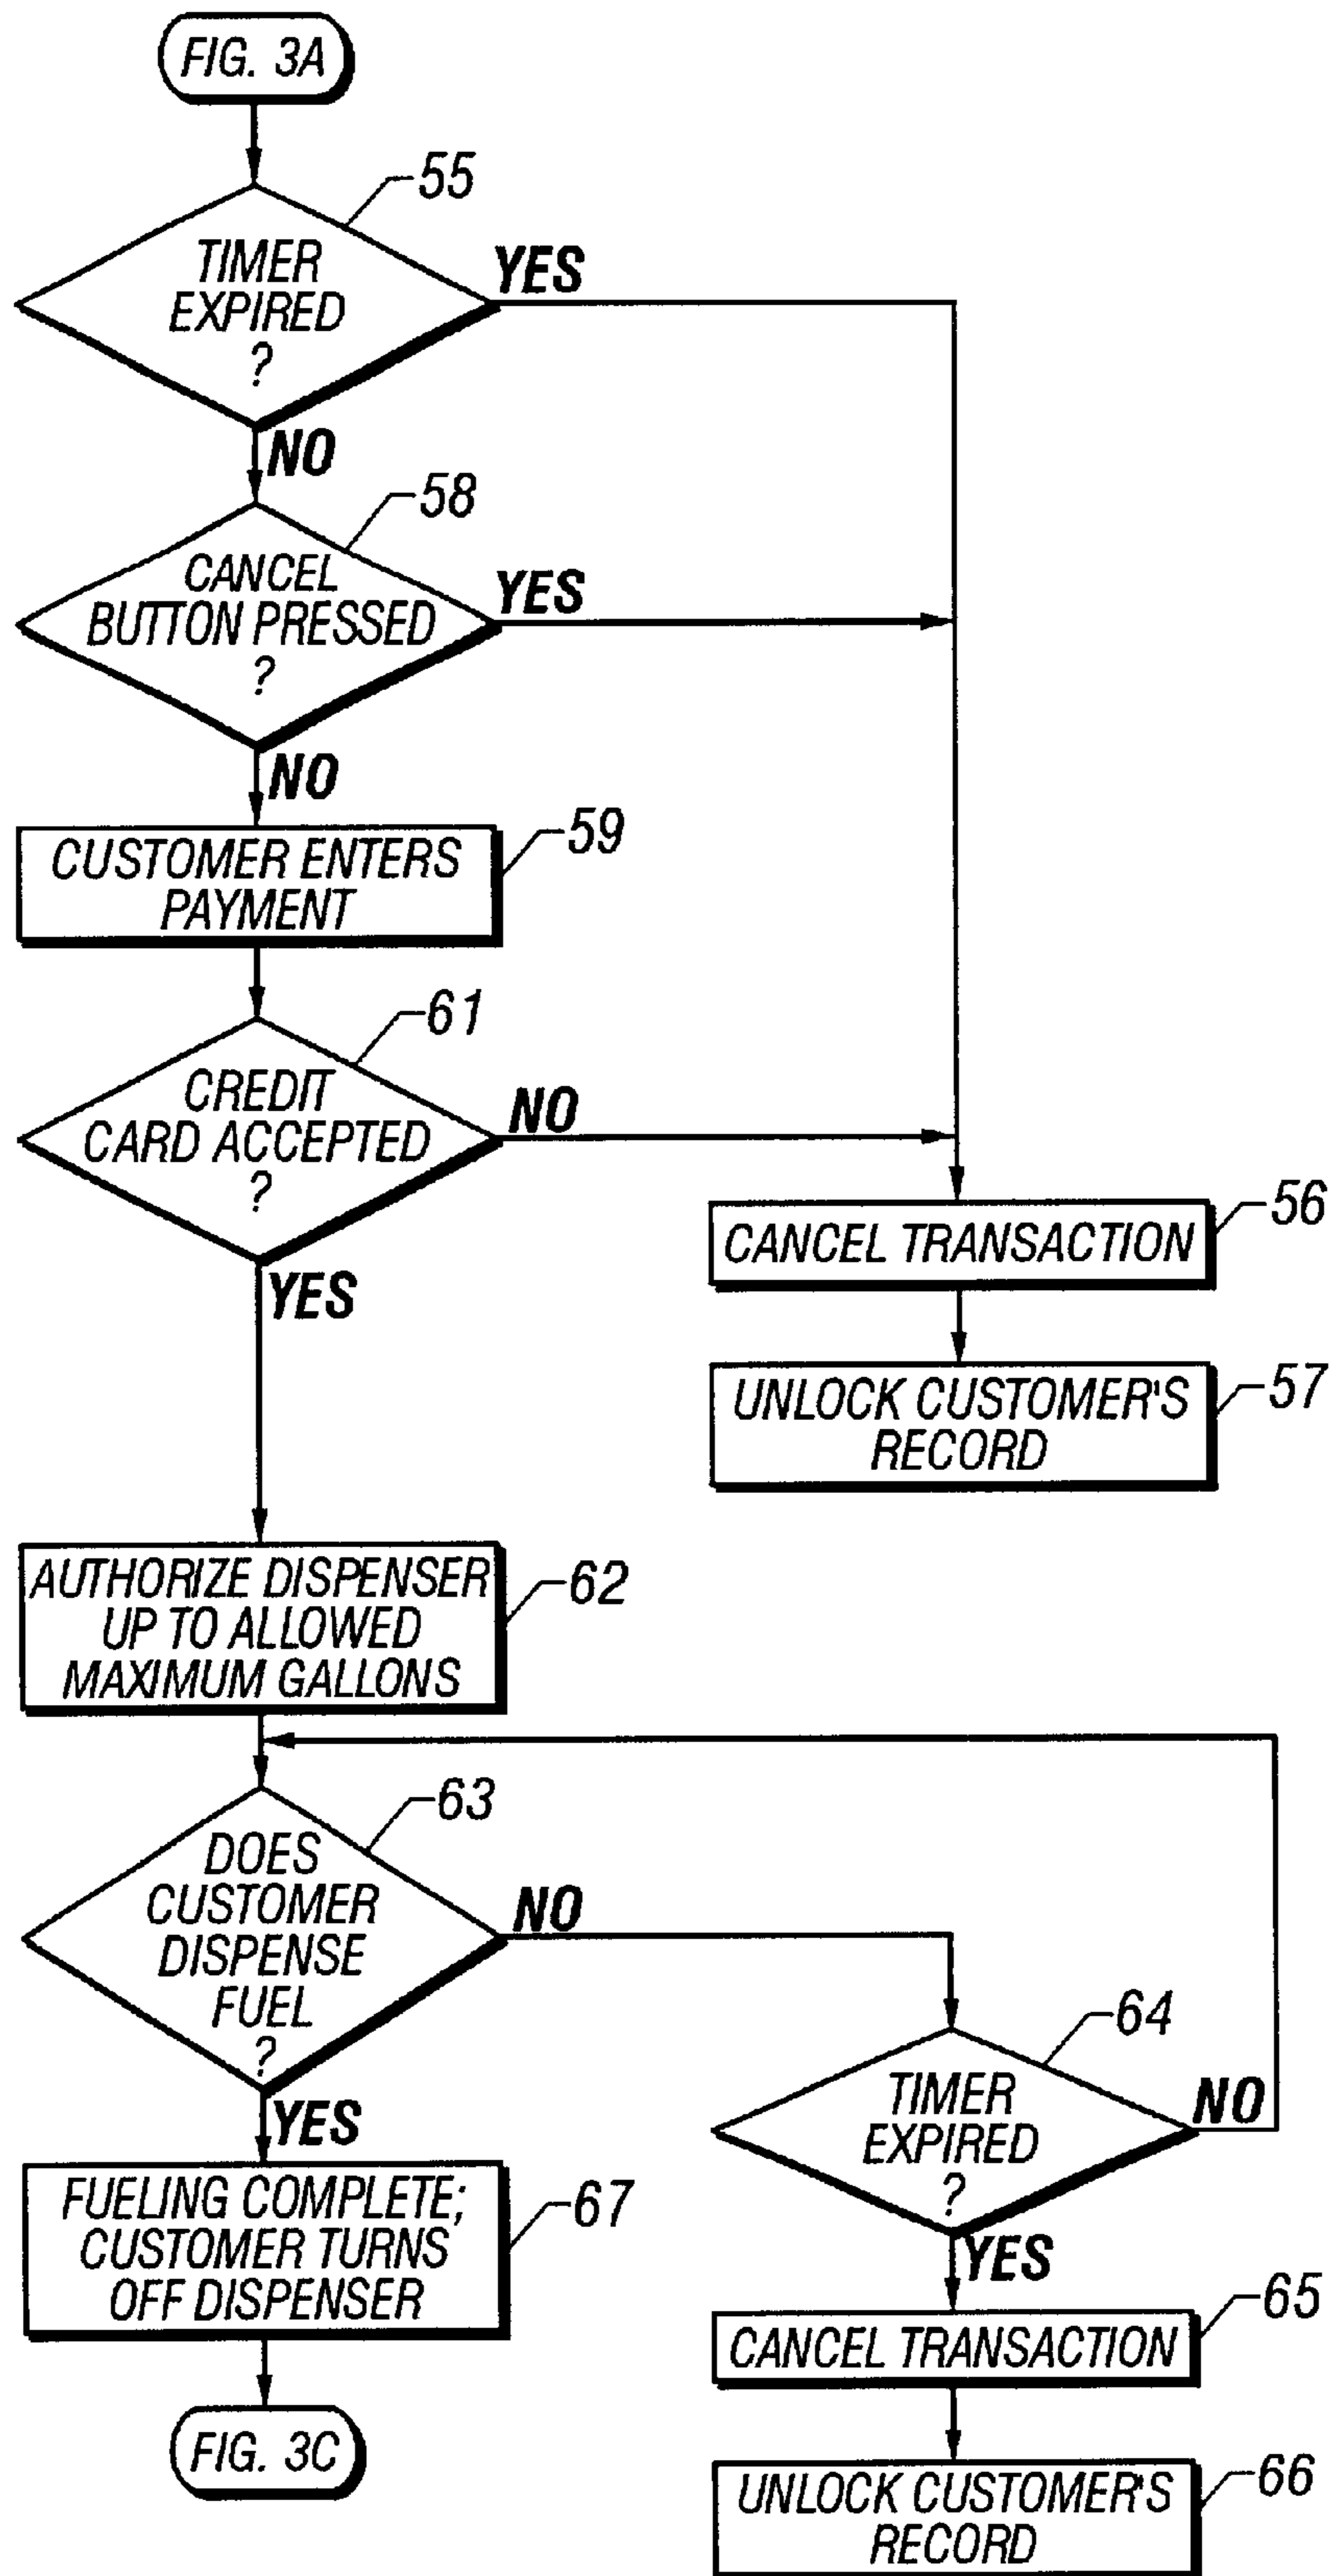 FIG. 3A
55
TIMER
EXPIRED
?
YES
NO
58
CANCEL
BUTTON PRESSED
?
YES
NO
59
CUSTOMER ENTERS
PAYMENT
61
CREDIT
CARD ACCEPTED
?
NO
YES
56
CANCEL TRANSACTION
57
UNLOCK CUSTOMER'S
RECORD
62
AUTHORIZE DISPENSER
UP TO ALLOWED
MAXIMUM GALLONS
63
DOES
CUSTOMER
DISPENSE
FUEL
?
NO
YES
64
TIMER
EXPIRED
?
NO
YES
67
FUELING COMPLETE;
CUSTOMER TURNS
OFF DISPENSER
65
CANCEL TRANSACTION
FIG. 3C
66
UNLOCK CUSTOMER'S
RECORD